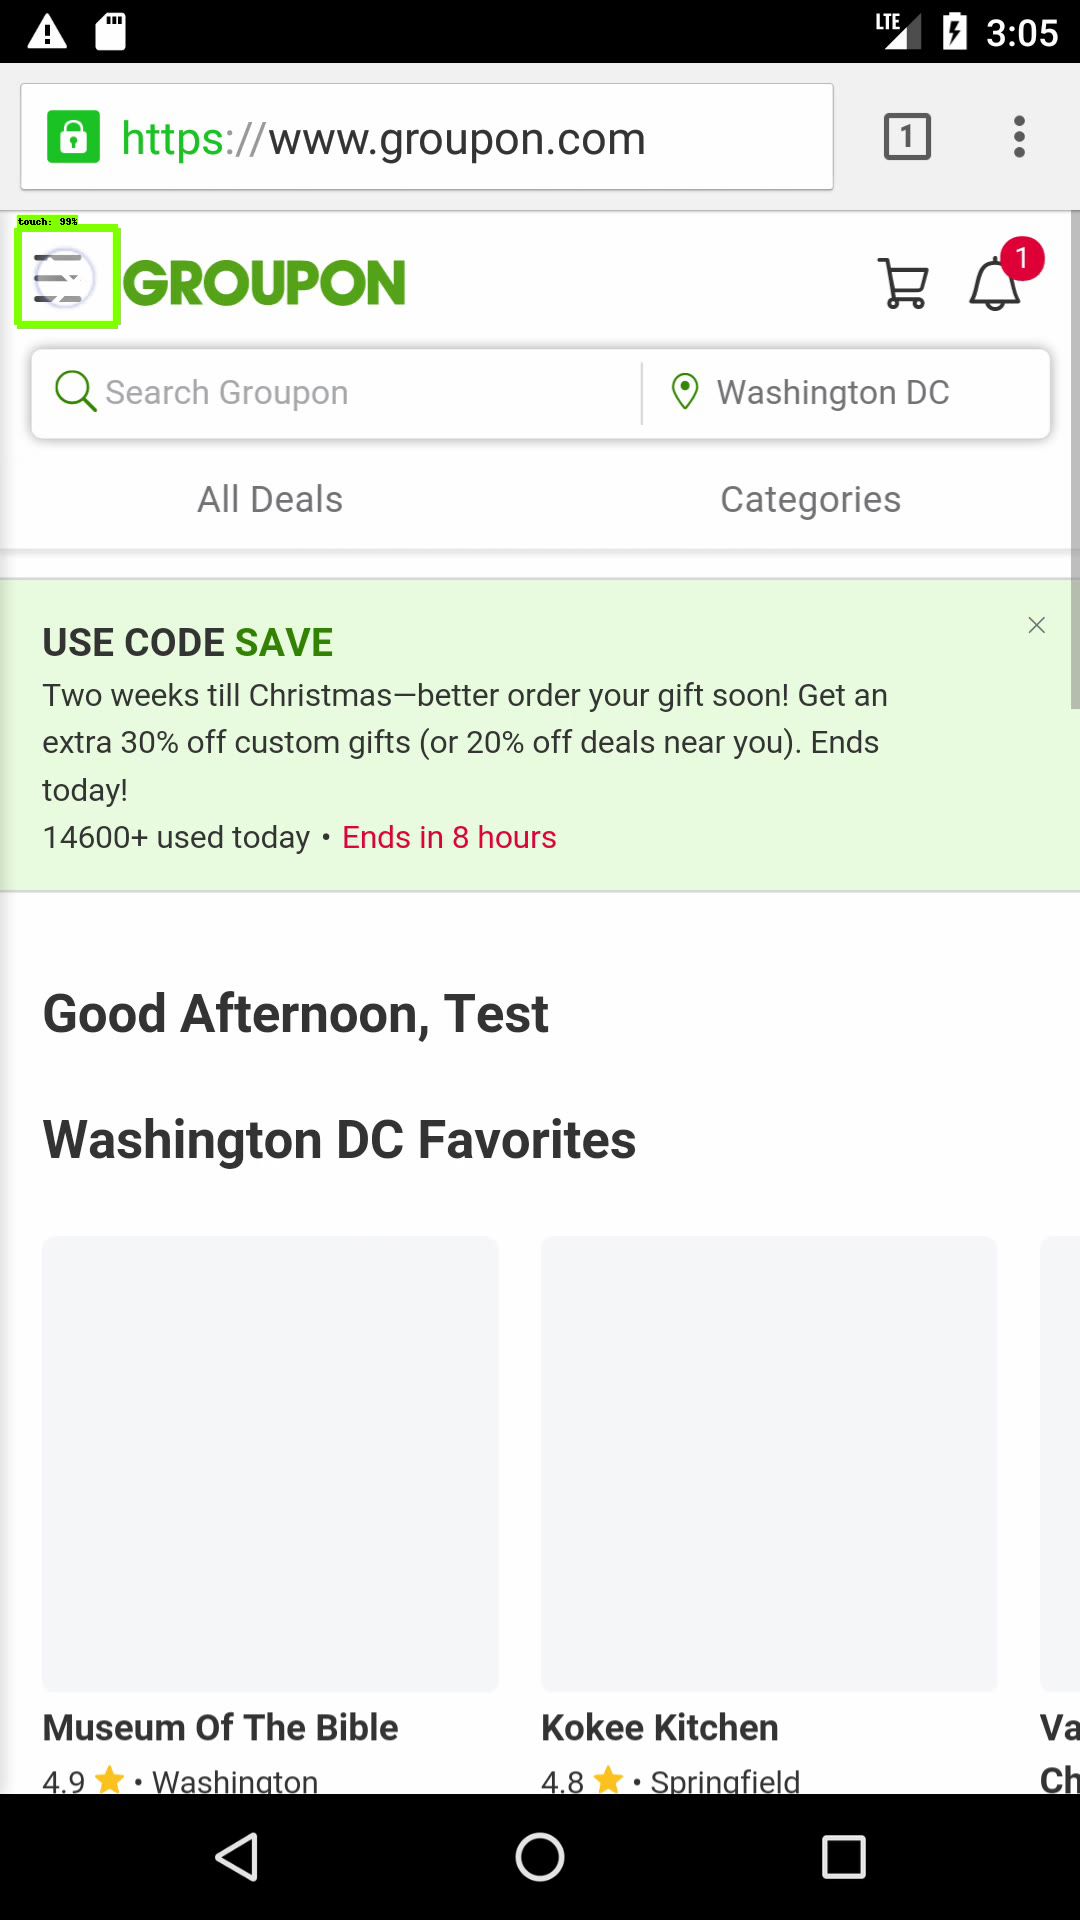 LTE 3:05
https://www.groupon.com 1
touch: 99%
GROUPON 1
Search Groupon Washington DC
All Deals Categories
USE CODE SAVE
Two weeks till Christmas—better order your gift soon! Get an
extra 30% off custom gifts (or 20% off deals near you). Ends
today!
14600+ used today • Ends in 8 hours
Good Afternoon, Test
Washington DC Favorites
Museum Of The Bible Kokee Kitchen Va
4.9 • Washington 4.8 • Springfield Ch